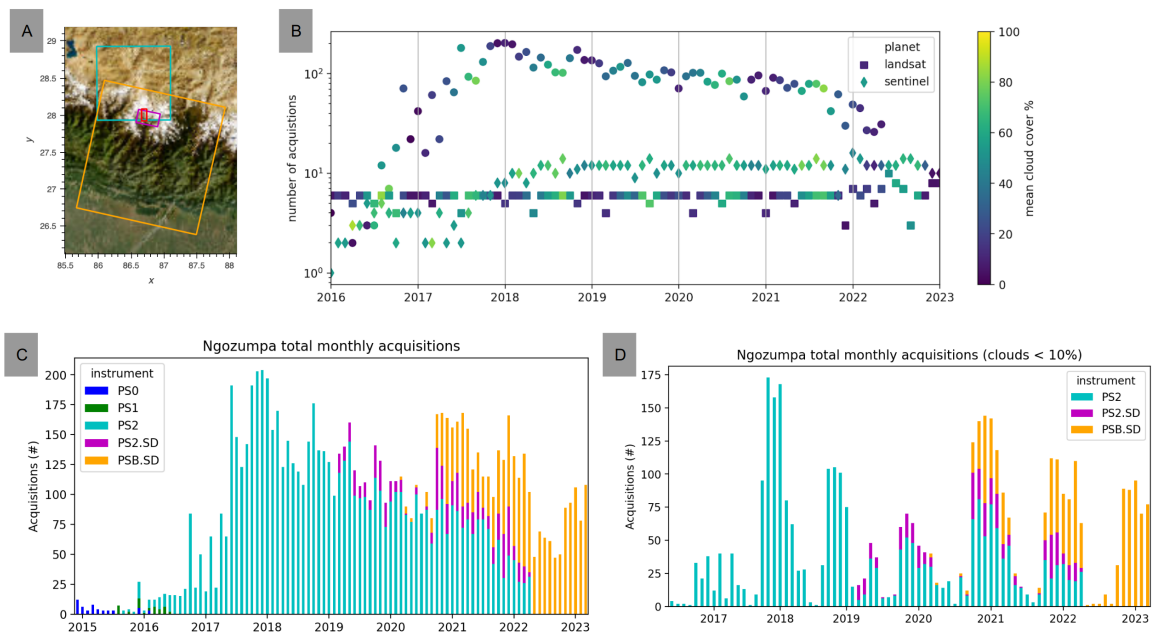 A
29
28.5
28
27.5
27
26.5
y
85.5 86 86.5 87 87.5 88
x
B
number of acquistions
10²
10¹
10⁰
2016 2017 2018 2019 2020 2021 2022 2023
planet
landsat
sentinel
100
80
60
40
20
0
mean cloud cover %
C
Ngozumpa total monthly acquisitions
instrument
PS0
PS1
PS2
PS2.SD
PSB.SD
Acquisitions (#)
200
175
150
125
100
75
50
25
0
2015 2016 2017 2018 2019 2020 2021 2022 2023
D
Ngozumpa total monthly acquisitions (clouds < 10%)
instrument
PS2
PS2.SD
PSB.SD
Acquisitions (#)
175
150
125
100
75
50
25
0
2017 2018 2019 2020 2021 2022 2023